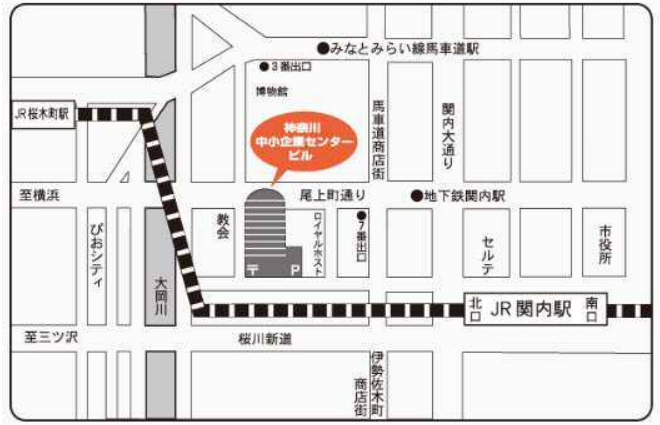 ●みなとみらい線馬車道駅
●3番出口
博物館
JR桜木町駅
神奈川
中小企業センター
ビル
馬車道商店街
関内大通り
至横浜
尾上町通り
●地下鉄関内駅
ぴおシティ
大岡川
教会
ロイヤルホスト
●7番出口
セルテ
市役所
〒
P
北口
JR関内駅
南口
至三ツ沢
桜川新道
伊勢佐木町
商店街